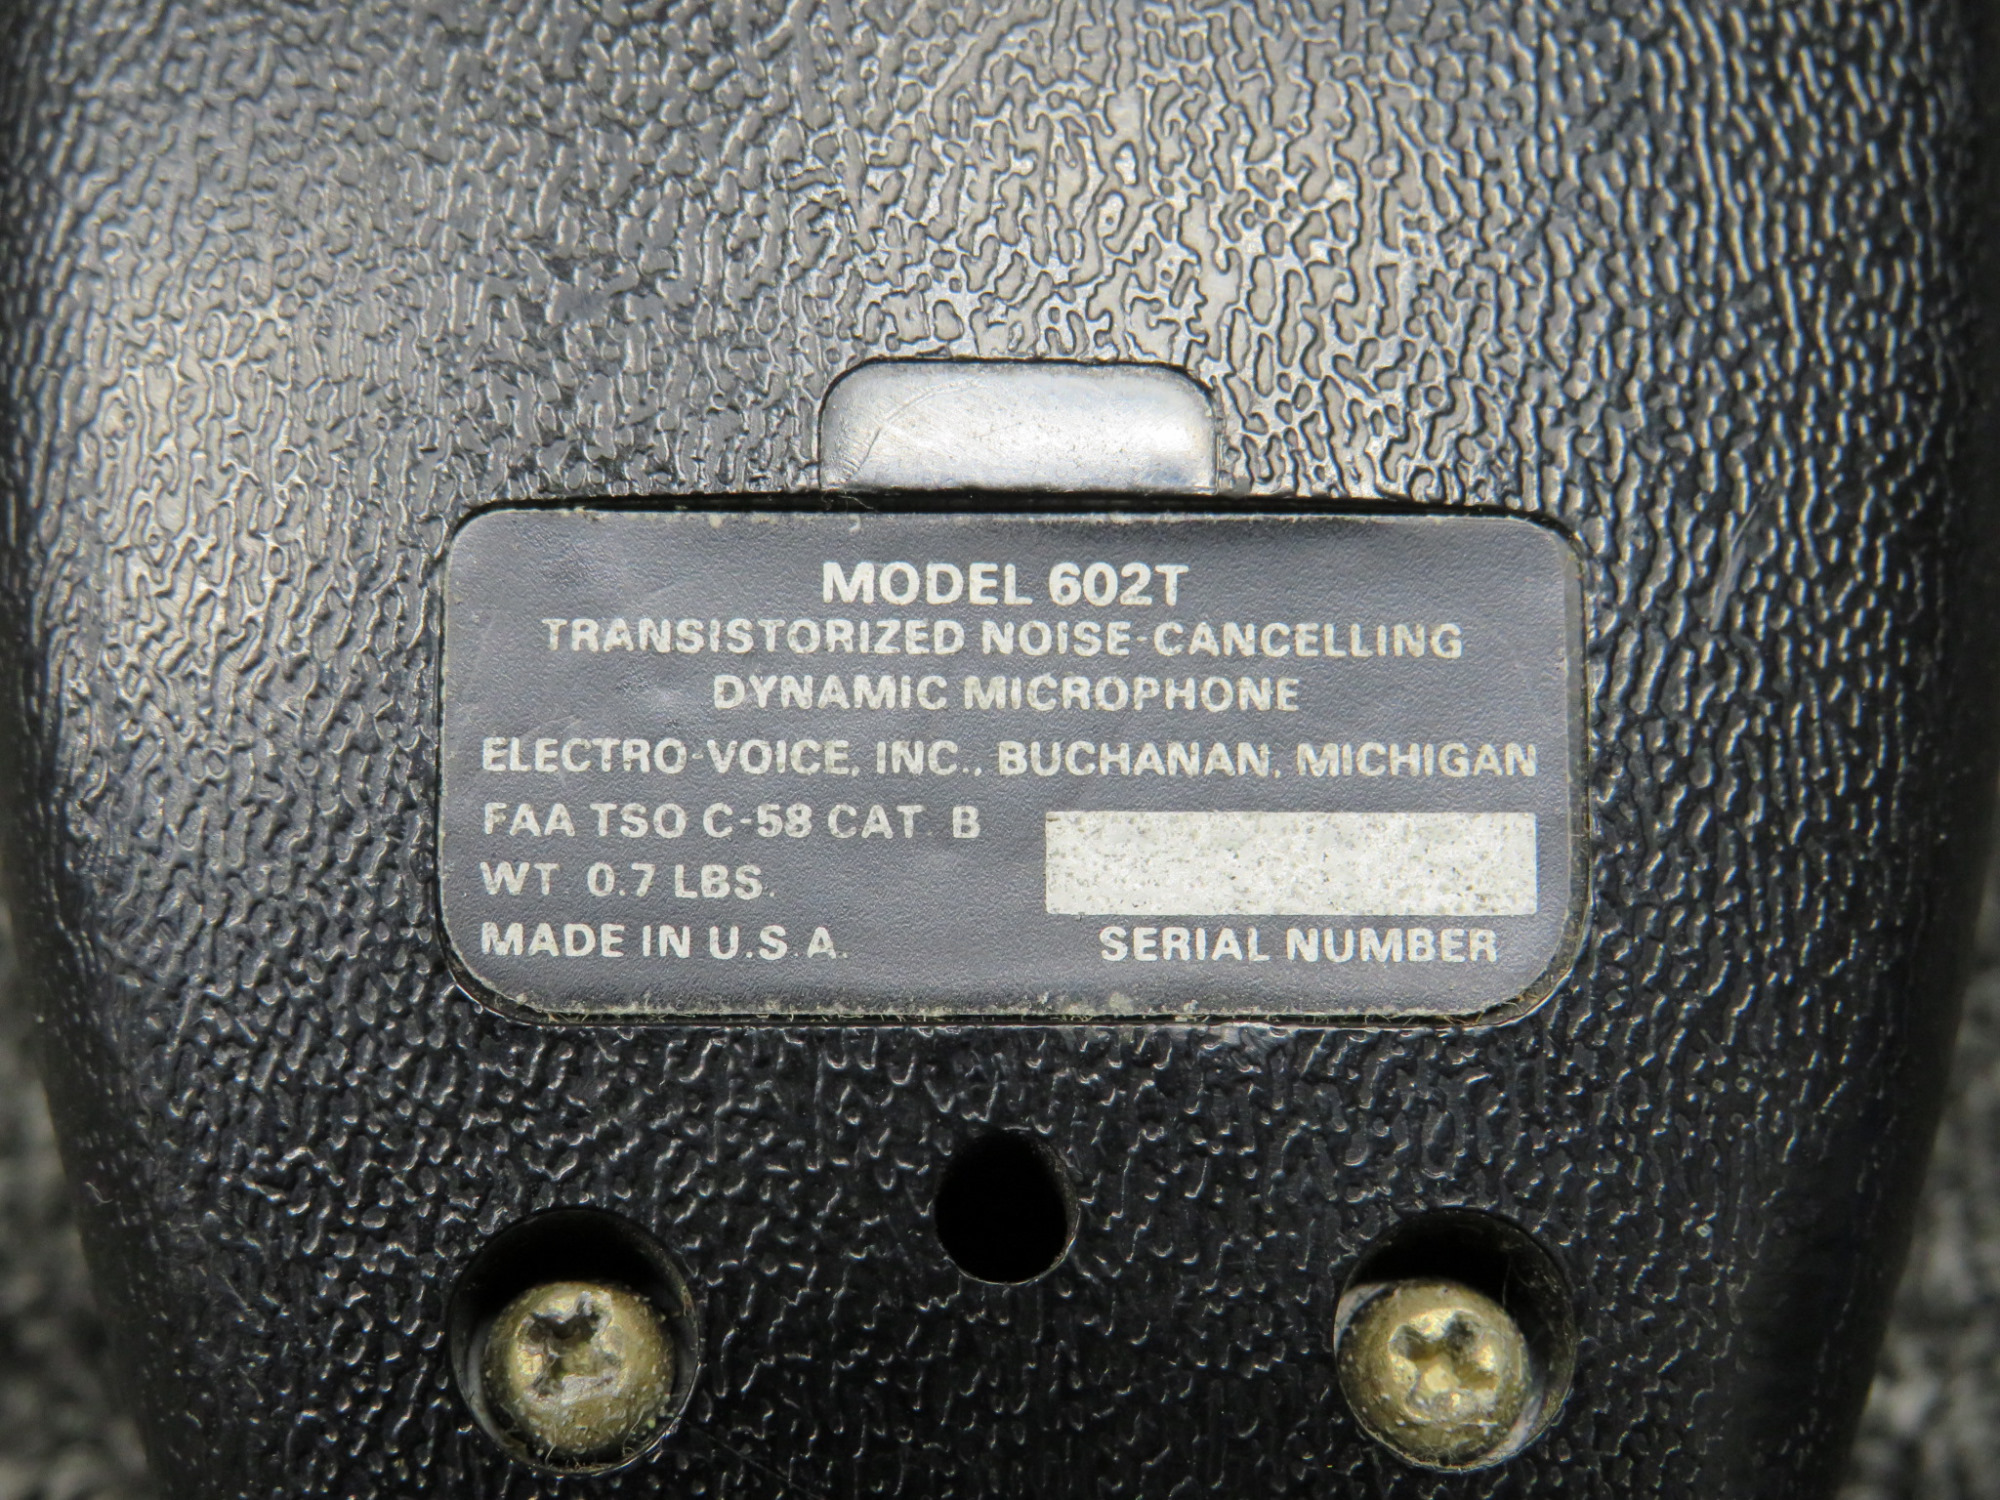 MODEL 602T
TRANSISTORIZED NOISE-CANCELLING
DYNAMIC MICROPHONE
ELECTRO-VOICE, INC., BUCHANAN, MICHIGAN
FAA TSO C-58 CAT. B
WT. 0.7 LBS.
MADE IN U.S.A.
SERIAL NUMBER